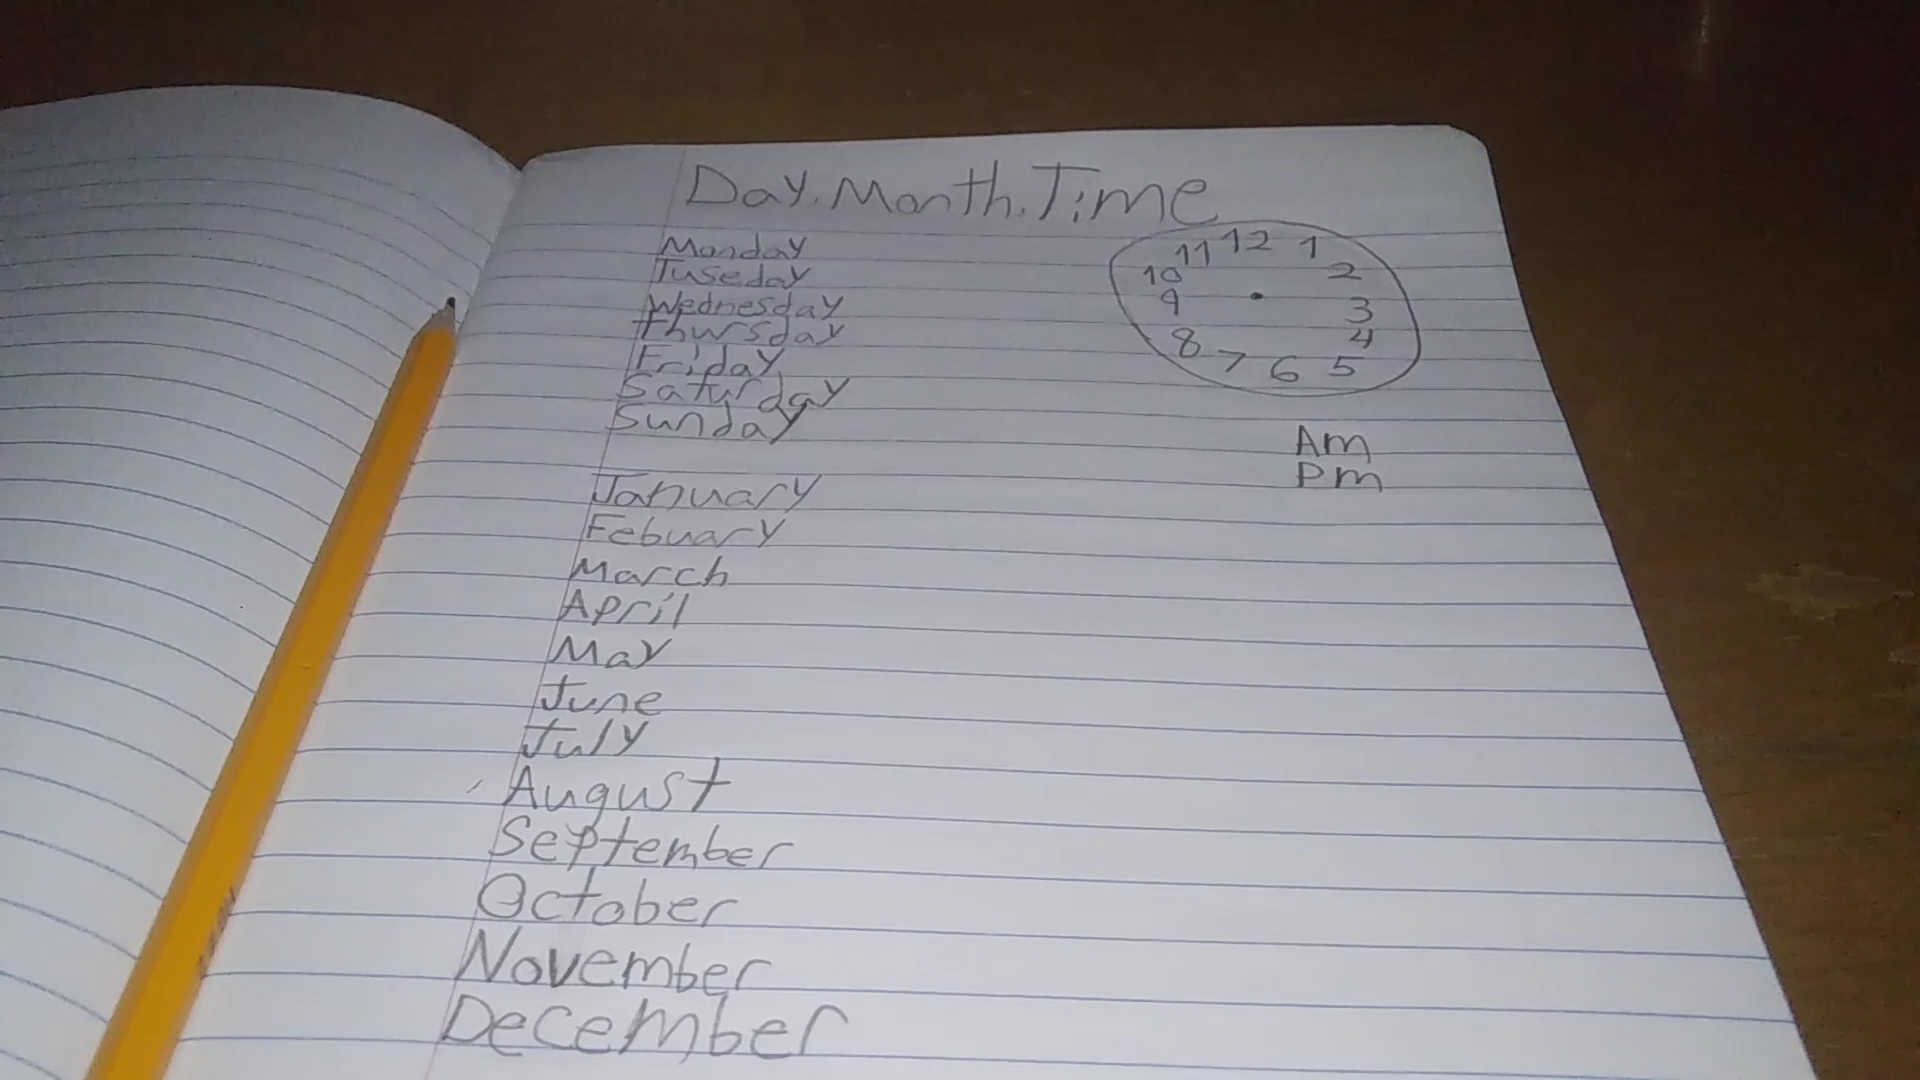 Day. Month. Time
Monday
Tuseday
Wednesday
Thursday
Friday
Saturday
Sunday
January
Febuary
March
April
May
June
July
August
September
October
November
December
11 12 1
10 2
9 3
8 4
7 6 5
Am
Pm